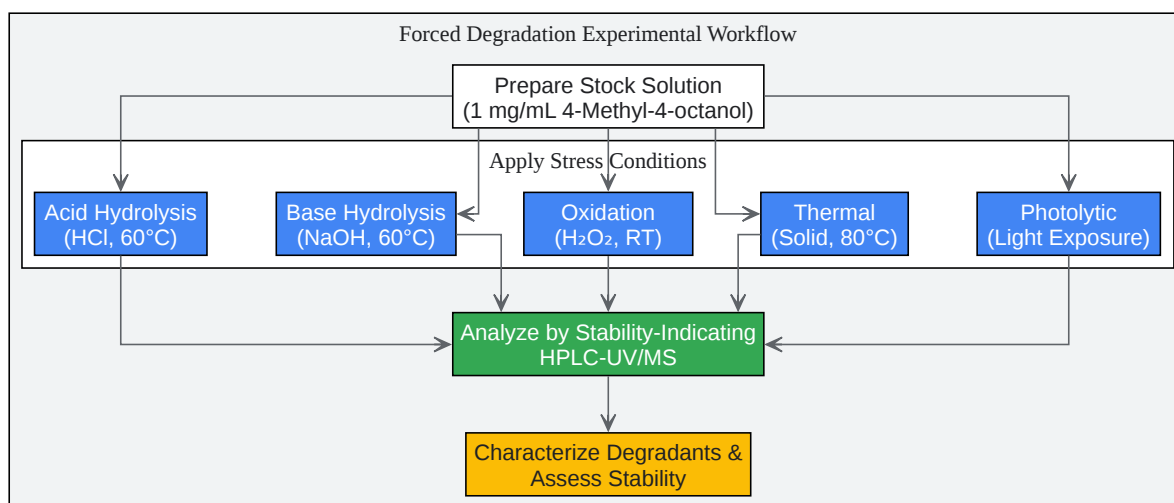 Forced Degradation Experimental Workflow
Prepare Stock Solution
(1 mg/mL 4-Methyl-4-octanol)
Apply Stress Conditions
Acid Hydrolysis
(HCl, 60°C)
Base Hydrolysis
(NaOH, 60°C)
Oxidation
(H₂O₂, RT)
Thermal
(Solid, 80°C)
Photolytic
(Light Exposure)
Analyze by Stability-Indicating
HPLC-UV/MS
Characterize Degradants &
Assess Stability